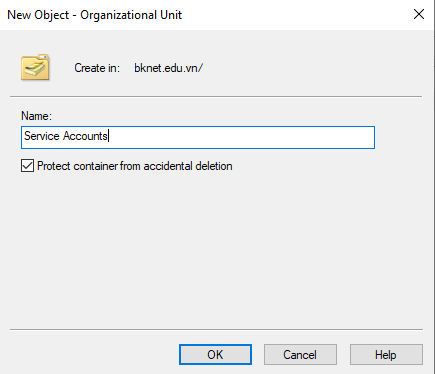 New Object - Organizational Unit
Create in: bknet.edu.vn/
Name:
Service Accounts
Protect container from accidental deletion
OK Cancel Help